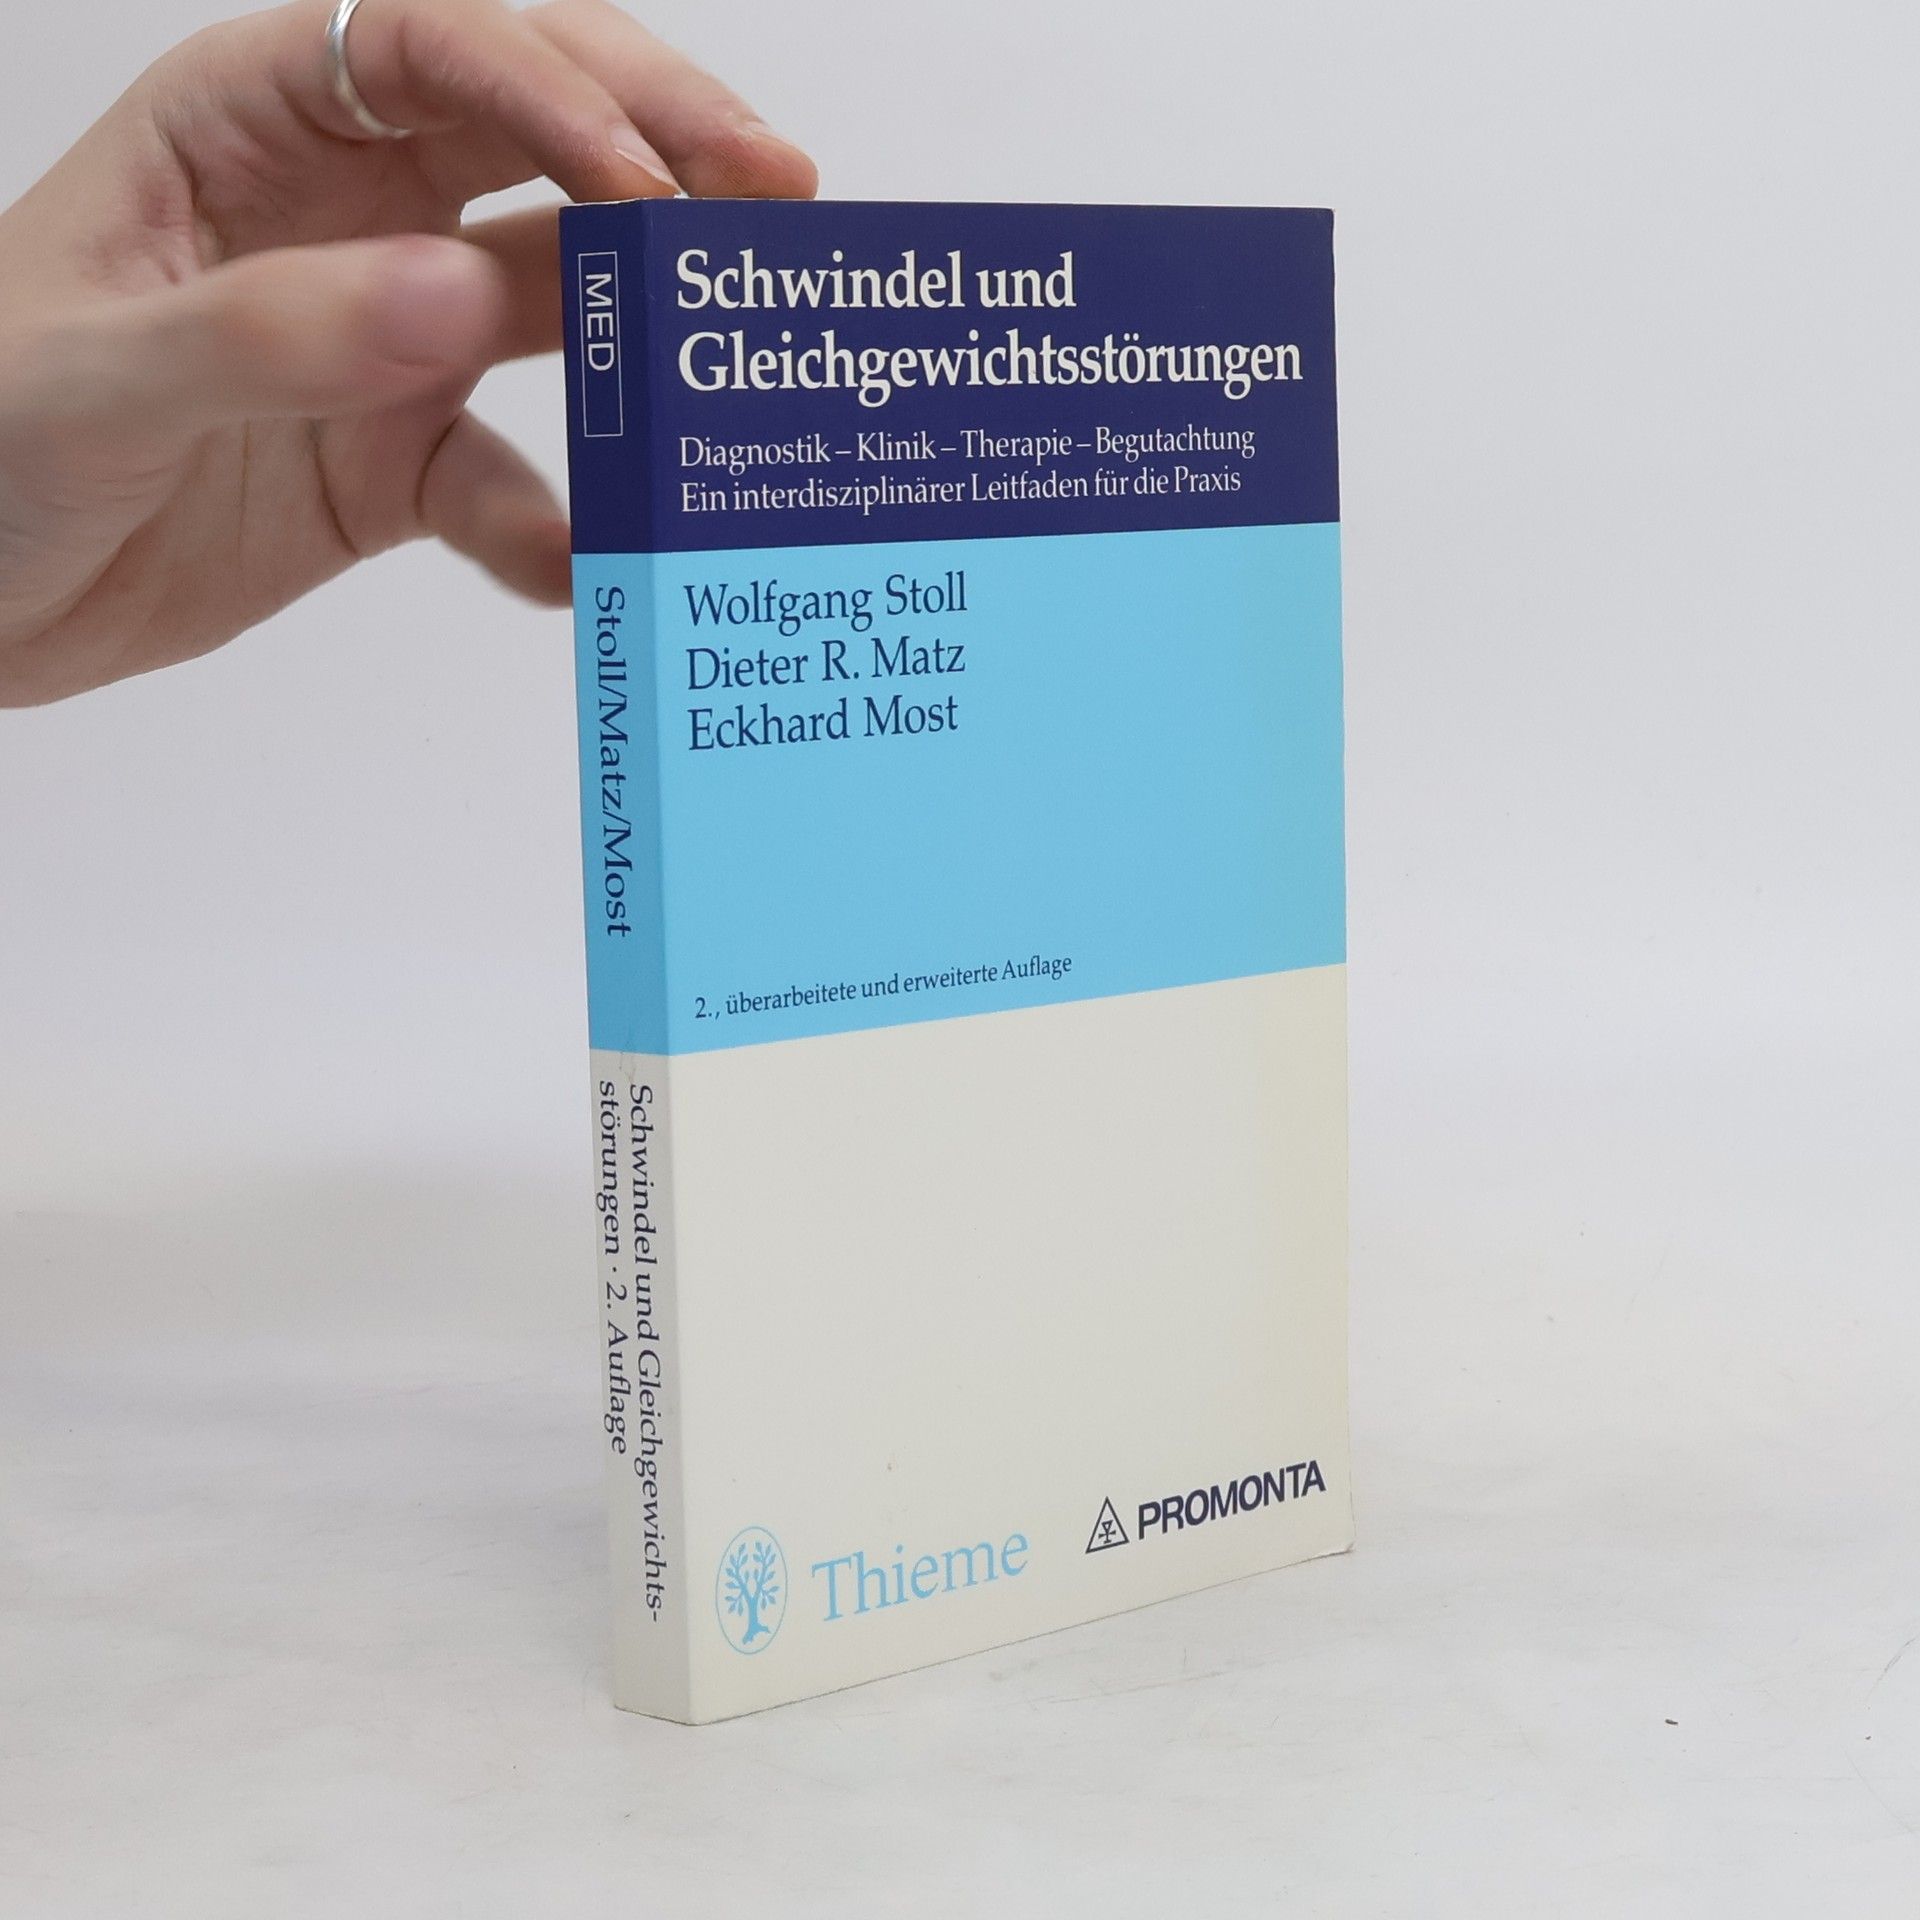 MED
Stoll/Matz/Most
Schwindel und Gleichgewichts-
störungen · 2. Auflage
Schwindel und
Gleichgewichtsstörungen
Diagnostik – Klinik – Therapie – Begutachtung
Ein interdisziplinärer Leitfaden für die Praxis
Wolfgang Stoll
Dieter R. Matz
Eckhard Most
2., überarbeitete und erweiterte Auflage
Thieme
PROMONTA